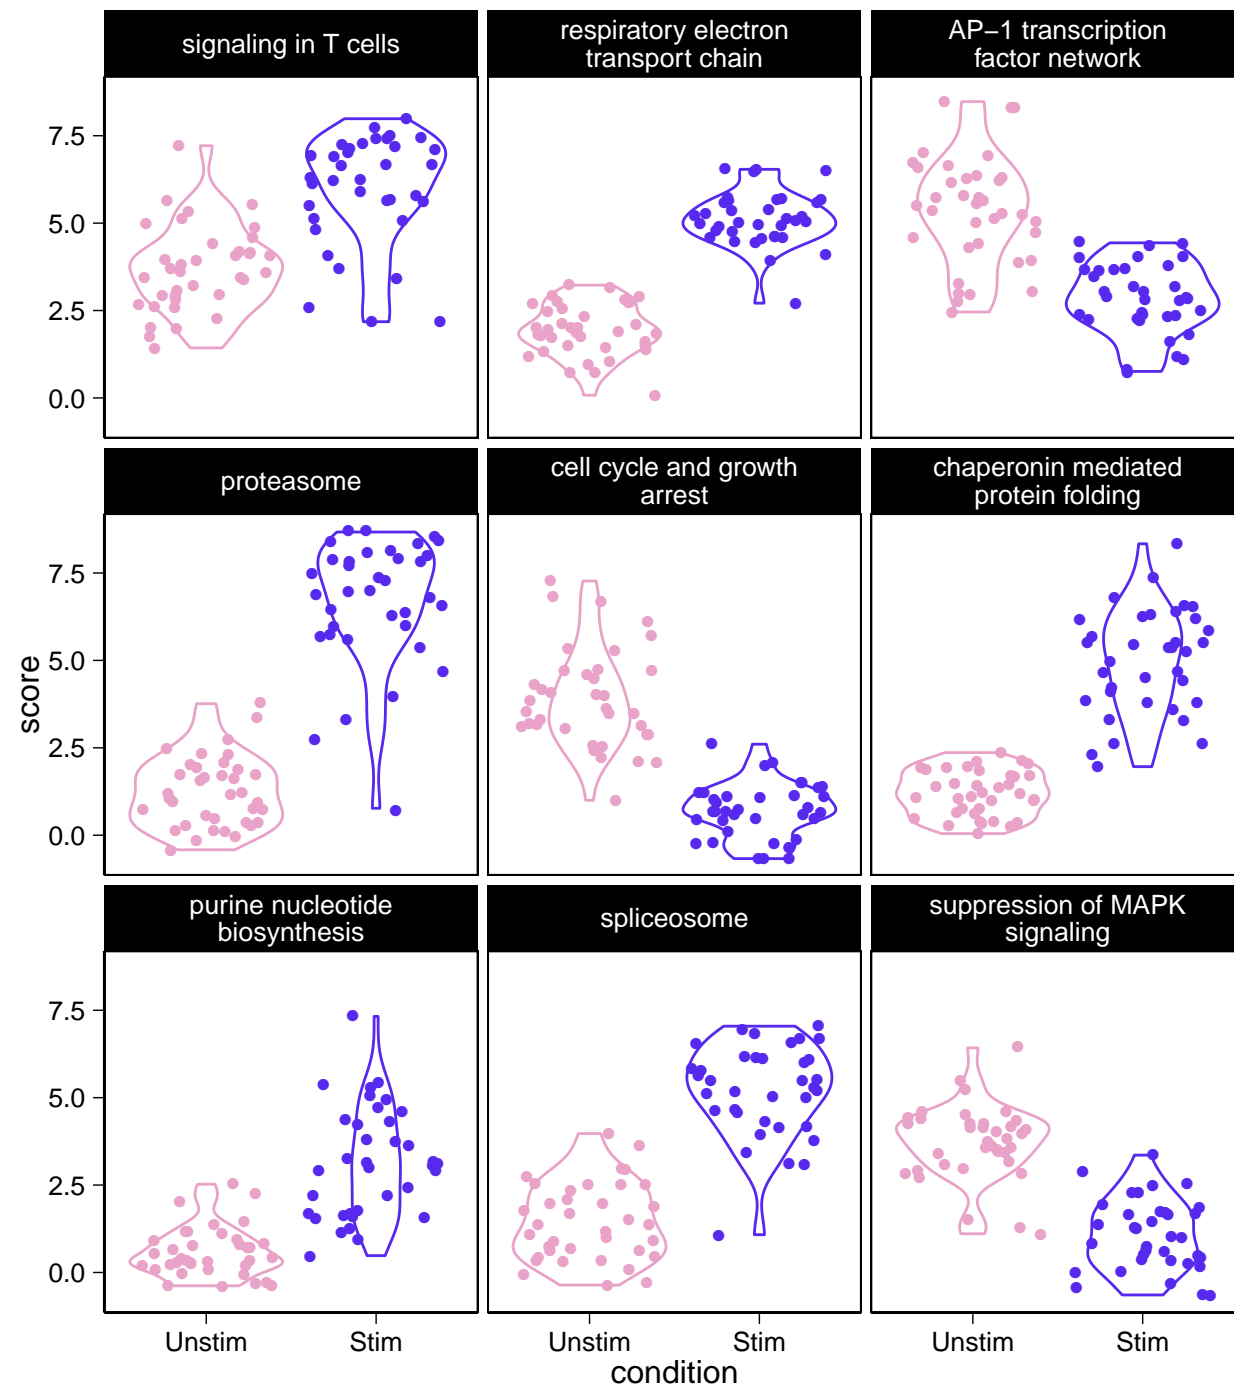 signaling in T cells
respiratory electron
transport chain
AP−1 transcription
factor network
7.5
5.0
2.5
0.0
proteasome
cell cycle and growth
arrest
chaperonin mediated
protein folding
7.5
5.0
2.5
0.0
score
purine nucleotide
biosynthesis
spliceosome
suppression of MAPK
signaling
7.5
5.0
2.5
0.0
Unstim
Stim
Unstim
Stim
Unstim
Stim
condition